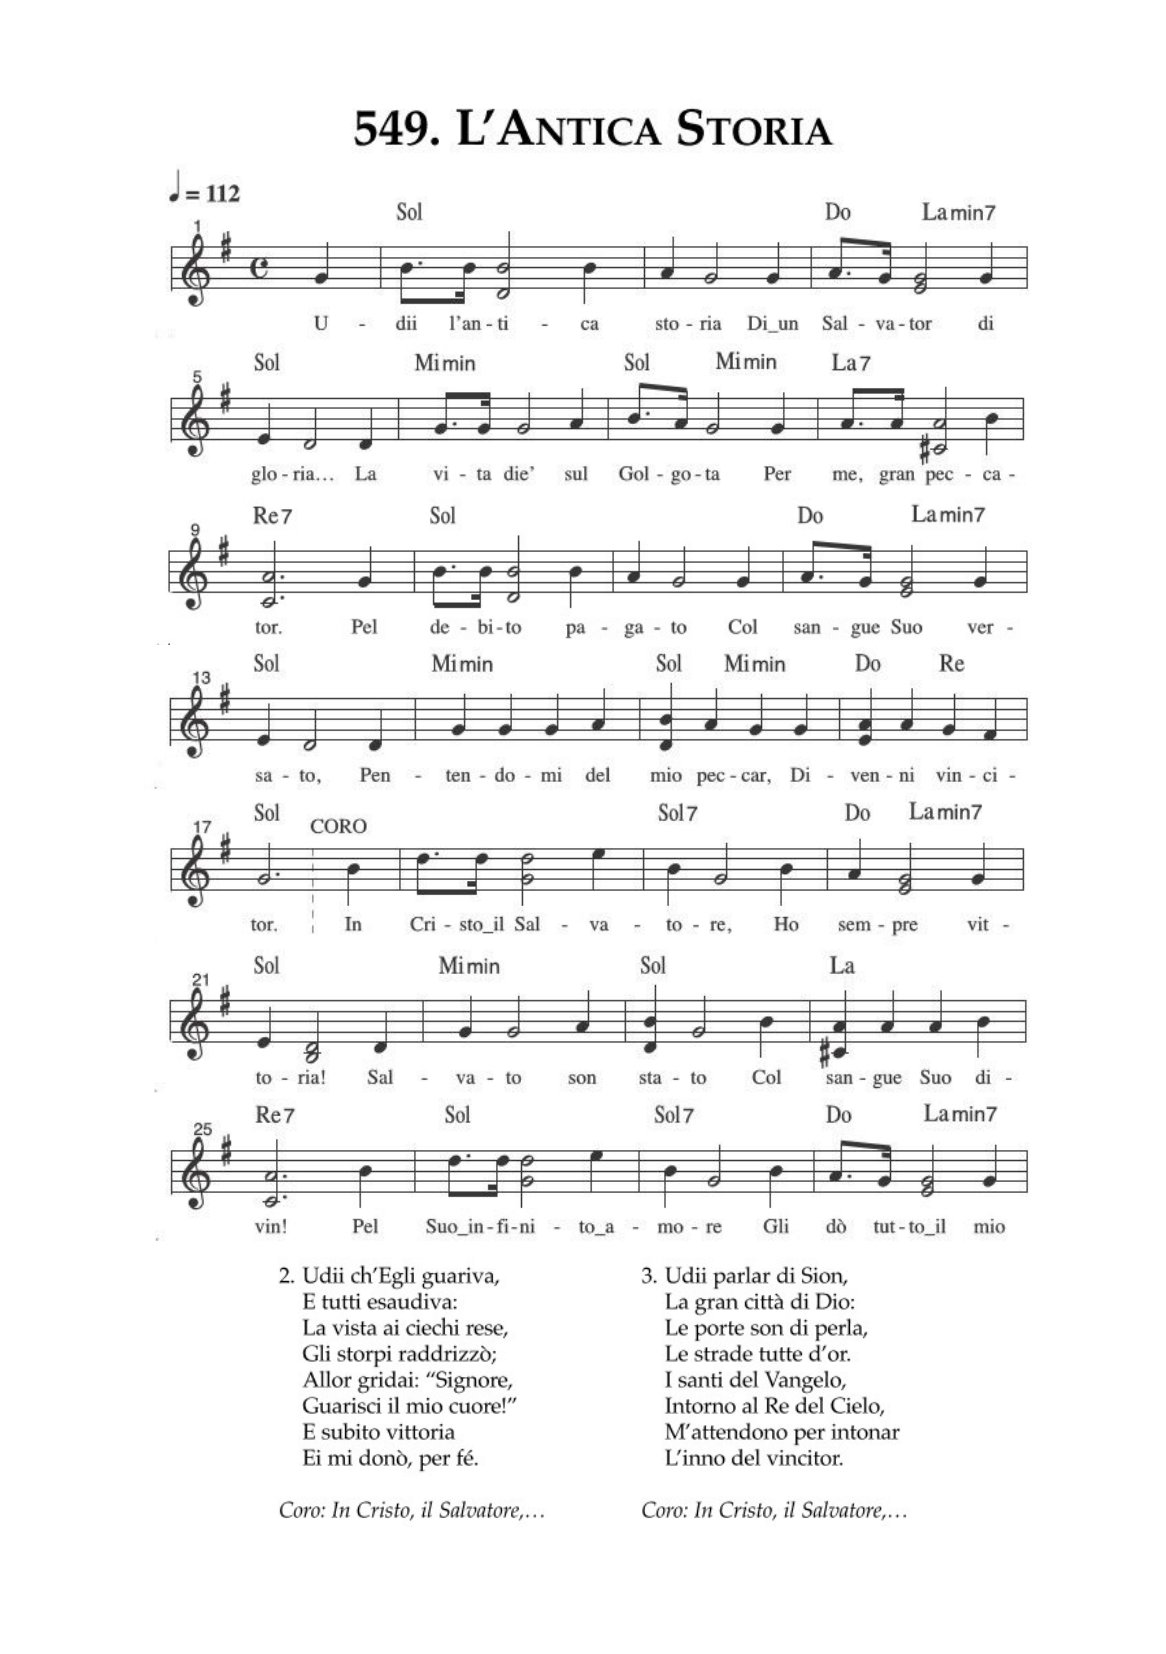 549. L’Antica Storia
= 112
Sol Do Lamin7
1
U - dii l'an - ti - ca sto - ria Di_un Sal - va - tor di
Sol Mimin Sol Mimin La7
5
glo - ria... La vi - ta die' sul Gol - go - ta Per me, gran pec - ca -
Re7 Sol Do Lamin7
9
tor. Pel de - bi - to pa - ga - to Col san - gue Suo ver -
Sol Mimin Sol Mimin Do Re
13
sa - to, Pen - ten - do - mi del mio pec - car, Di - ven - ni vin - ci -
Sol CORO Sol7 Do Lamin7
17
tor. In Cri - sto_il Sal - va - to - re, Ho sem - pre vit -
Sol Mimin Sol La
21
to - ria! Sal - va - to son sta - to Col san - gue Suo di -
Re7 Sol Sol7 Do Lamin7
25
vin! Pel Suo_in - fi - ni - to_a - mo - re Gli dò tut - to_il mio
2. Udii ch’Egli guariva,
E tutti esaudiva:
La vista ai ciechi rese,
Gli storpi raddrizzò;
Allor gridai: “Signore,
Guarisci il mio cuore!”
E subito vittoria
Ei mi donò, per fé.
Coro: In Cristo, il Salvatore,…
3. Udii parlar di Sion,
La gran città di Dio:
Le porte son di perla,
Le strade tutte d’or.
I santi del Vangelo,
Intorno al Re del Cielo,
M’attendono per intonar
L’inno del vincitor.
Coro: In Cristo, il Salvatore,…